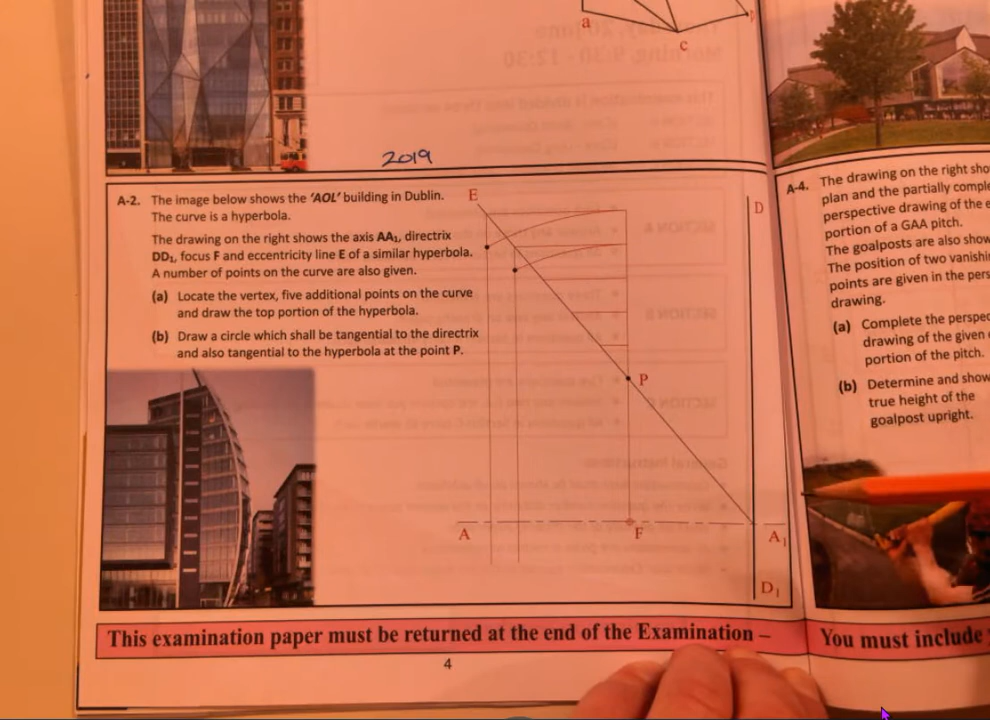 a
c
2019
A-2. The image below shows the 'AOL' building in Dublin.
The curve is a hyperbola.
The drawing on the right shows the axis AA₁, directrix
DD₁, focus F and eccentricity line E of a similar hyperbola.
A number of points on the curve are also given.
(a) Locate the vertex, five additional points on the curve
and draw the top portion of the hyperbola.
(b) Draw a circle which shall be tangential to the directrix
and also tangential to the hyperbola at the point P.
E
D
P
A
F
A₁
D₁
A-4. The drawing on the right
plan and the partially
perspective drawing of the
portion of a GAA pitch.
The goalposts are also
The position of two
points are given in the
drawing.
(a) Complete the
drawing of the given
portion of the pitch.
(b) Determine and show
true height of the
goalpost upright.
This examination paper must be returned at the end of the Examination –
You must include
4